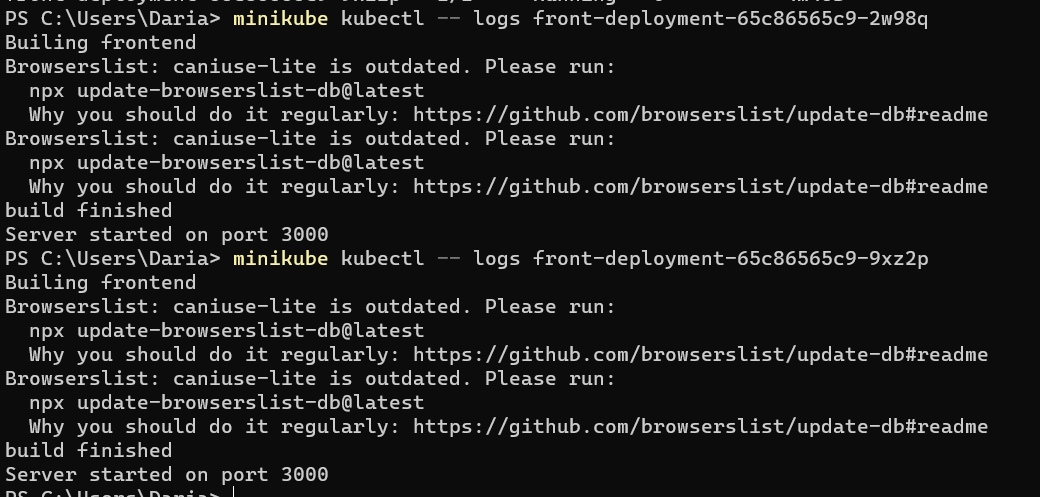 PS C:\Users\Daria> minikube kubectl -- logs front-deployment-65c86565c9-2w98q
Builing frontend
Browserslist: caniuse-lite is outdated. Please run:
  npx update-browserslist-db@latest
  Why you should do it regularly: https://github.com/browserslist/update-db#readme
Browserslist: caniuse-lite is outdated. Please run:
  npx update-browserslist-db@latest
  Why you should do it regularly: https://github.com/browserslist/update-db#readme
build finished
Server started on port 3000
PS C:\Users\Daria> minikube kubectl -- logs front-deployment-65c86565c9-9xz2p
Builing frontend
Browserslist: caniuse-lite is outdated. Please run:
  npx update-browserslist-db@latest
  Why you should do it regularly: https://github.com/browserslist/update-db#readme
Browserslist: caniuse-lite is outdated. Please run:
  npx update-browserslist-db@latest
  Why you should do it regularly: https://github.com/browserslist/update-db#readme
build finished
Server started on port 3000
PS C:\Users\Daria>